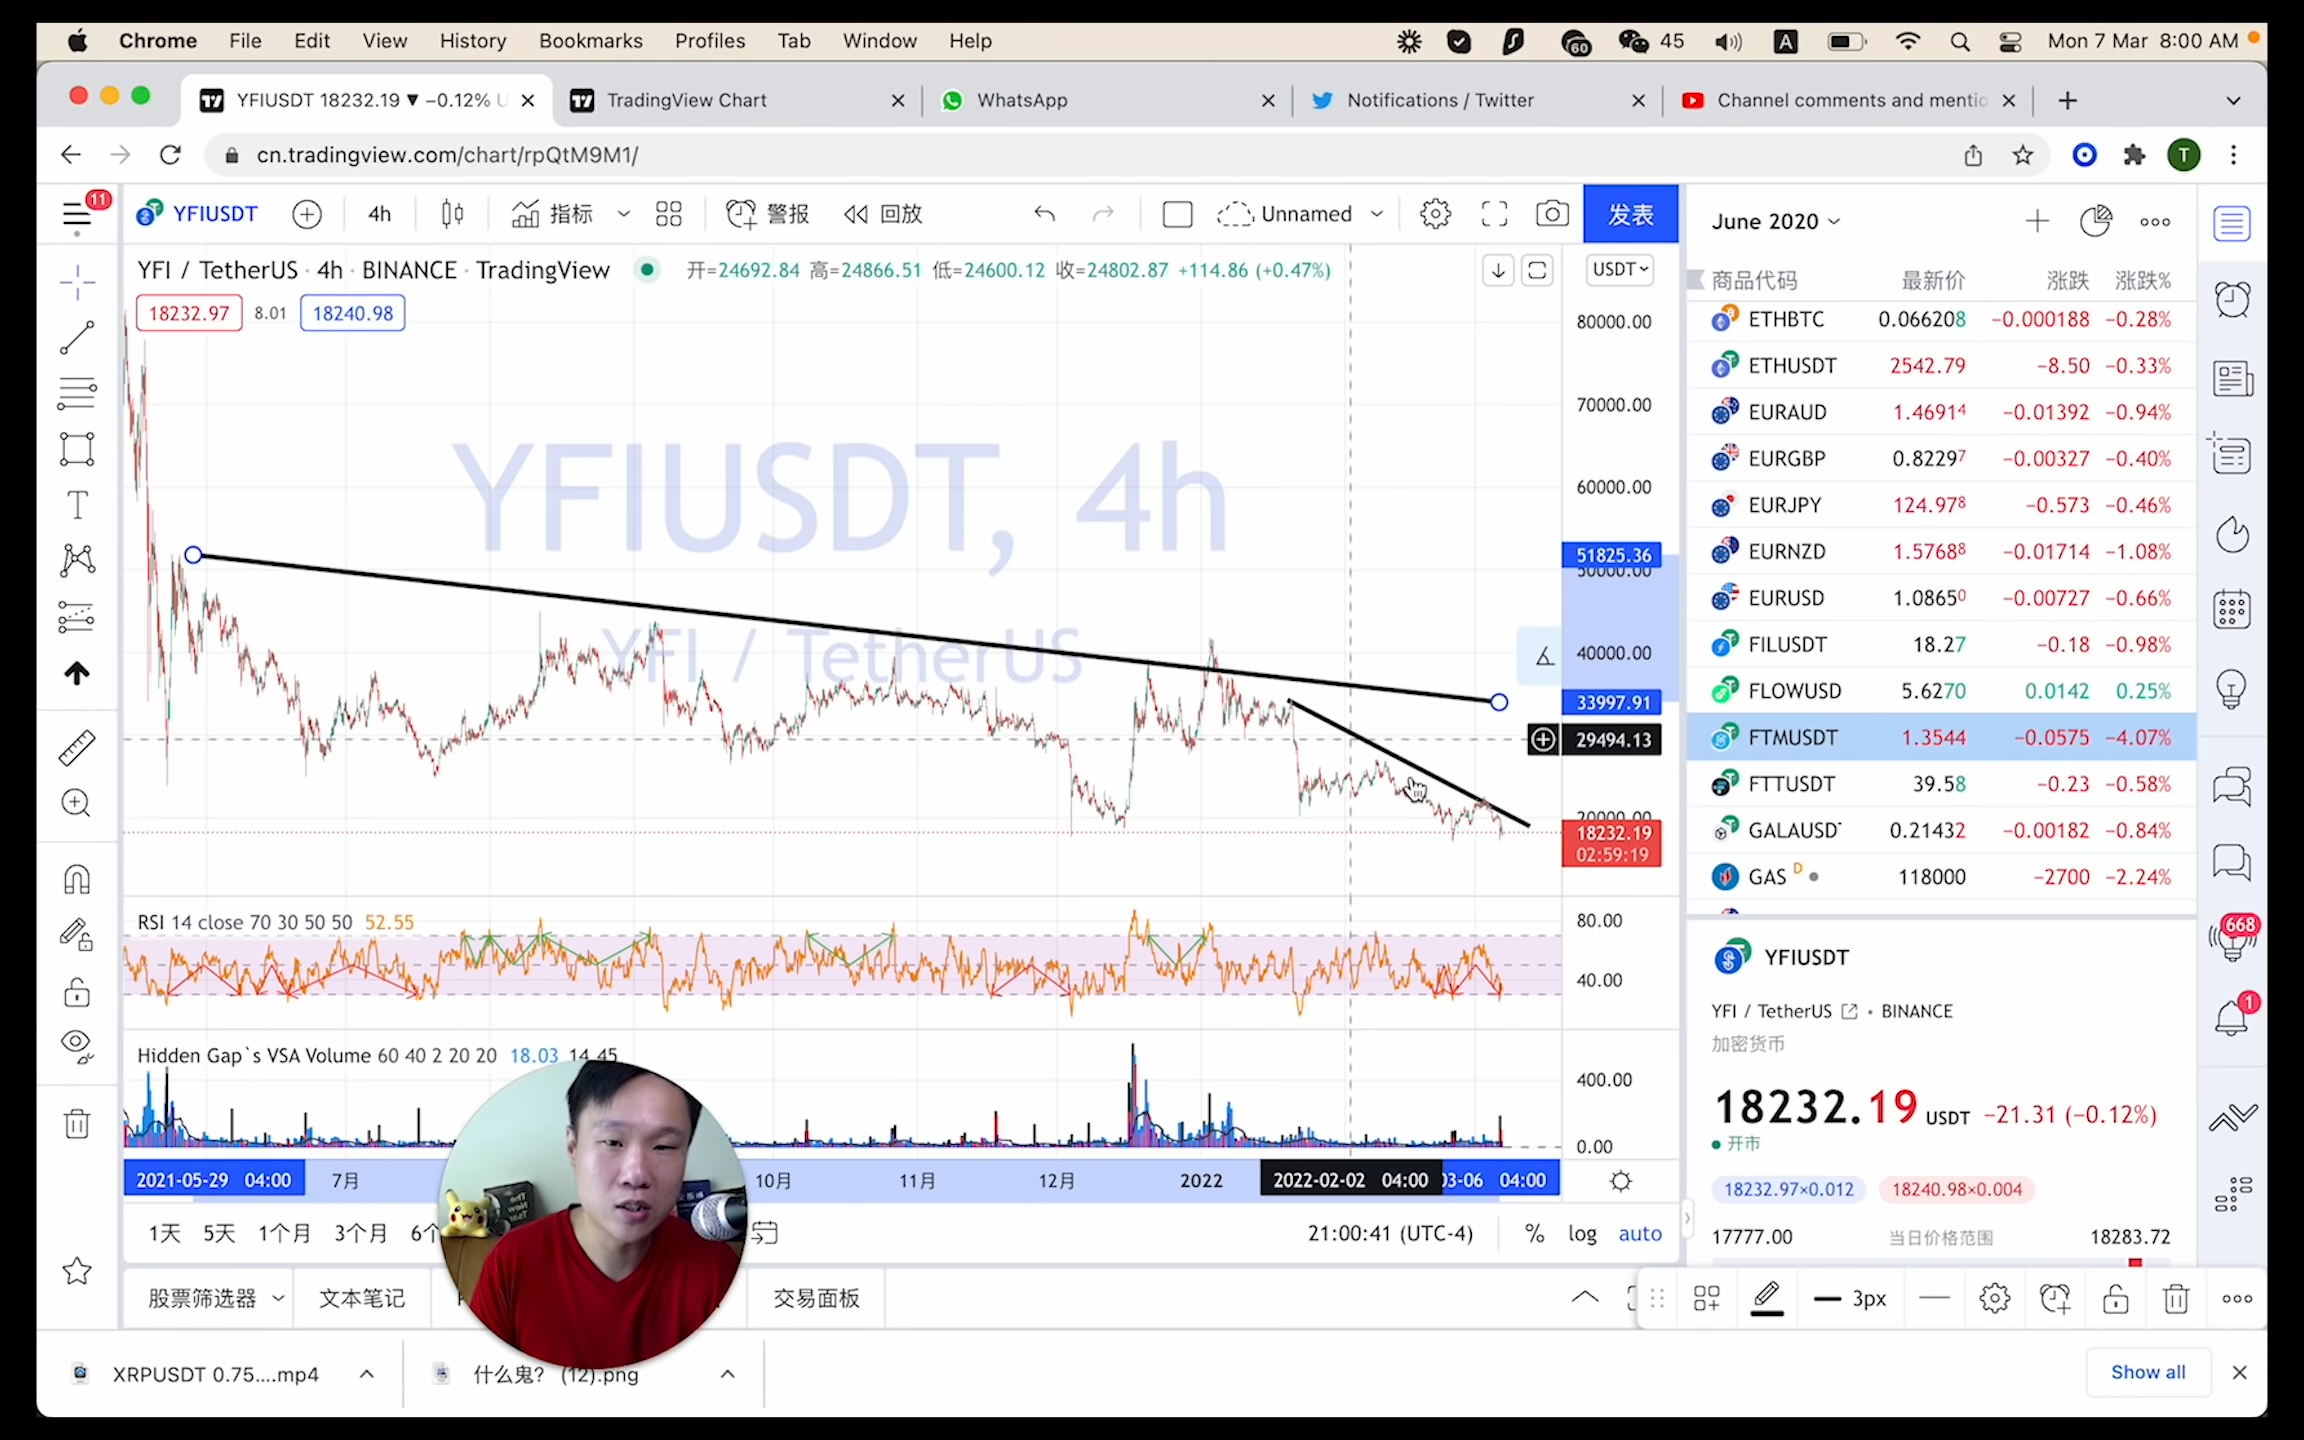 Chrome File Edit View History Bookmarks Profiles Tab Window Help 60 45 A Mon 7 Mar 8:00 AM
YFIUSDT 18232.19 ▼ −0.12% TradingView Chart WhatsApp Notifications / Twitter Channel comments and mentio
cn.tradingview.com/chart/rpQtM9M1/ T
11 YFIUSDT 4h 指标 警报 回放 Unnamed 发表
YFI / TetherUS · 4h · BINANCE · TradingView 开=24692.84 高=24866.51 低=24600.12 收=24802.87 +114.86 (+0.47%) USDT
18232.97 8.01 18240.98
YFIUSDT, 4h
YFI / TetherUS
80000.00
70000.00
60000.00
51825.36
50000.00
40000.00
33997.91
29494.13
20000.00
18232.19
02:59:19
RSI 14 close 70 30 50 50 52.55
80.00
40.00
Hidden Gap`s VSA Volume 60 40 2 20 20 18.03 14.45
400.00
0.00
2021-05-29 04:00 7月 10月 11月 12月 2022 2022-02-02 04:00 03-06 04:00
1天 5天 1个月 3个月 21:00:41 (UTC-4) % log auto
股票筛选器 文本笔记 交易面板
June 2020
商品代码 最新价 涨跌 涨跌%
ETHBTC 0.066208 −0.000188 −0.28%
ETHUSDT 2542.79 −8.50 −0.33%
EURAUD 1.46914 −0.01392 −0.94%
EURGBP 0.82297 −0.00327 −0.40%
EURJPY 124.978 −0.573 −0.46%
EURNZD 1.57688 −0.01714 −1.08%
EURUSD 1.08650 −0.00727 −0.66%
FILUSDT 18.27 −0.18 −0.98%
FLOWUSD 5.6270 0.0142 0.25%
FTMUSDT 1.3544 −0.0575 −4.07%
FTTUSDT 39.58 −0.23 −0.58%
GALAUSD 0.21432 −0.00182 −0.84%
GAS D 118000 −2700 −2.24%
YFIUSDT
YFI / TetherUS • BINANCE
加密货币
18232.19 USDT −21.31 (−0.12%)
开市
18232.97×0.012 18240.98×0.004
17777.00 当日价格范围 18283.72
668
1
3px
XRPUSDT 0.75....mp4 什么鬼? (12).png Show all